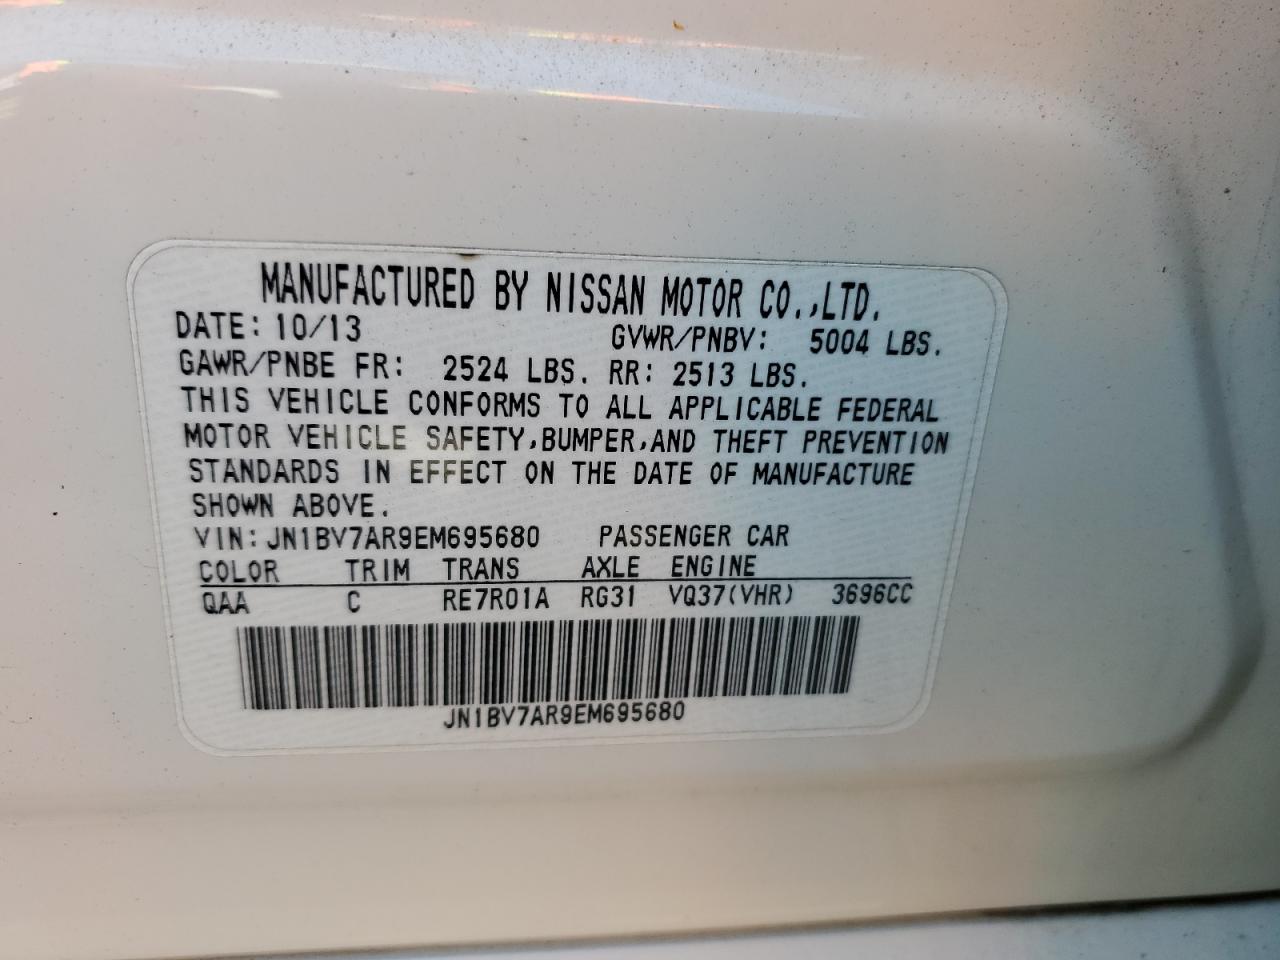 MANUFACTURED BY NISSAN MOTOR CO.,LTD.
DATE: 10/13 GVWR/PNBV: 5004 LBS.
GAWR/PNBE FR: 2524 LBS. RR: 2513 LBS.
THIS VEHICLE CONFORMS TO ALL APPLICABLE FEDERAL
MOTOR VEHICLE SAFETY,BUMPER,AND THEFT PREVENTION
STANDARDS IN EFFECT ON THE DATE OF MANUFACTURE
SHOWN ABOVE.
VIN:JN1BV7AR9EM695680 PASSENGER CAR
COLOR TRIM TRANS AXLE ENGINE
QAA C RE7R01A RG31 VQ37(VHR) 3696CC
JN1BV7AR9EM695680